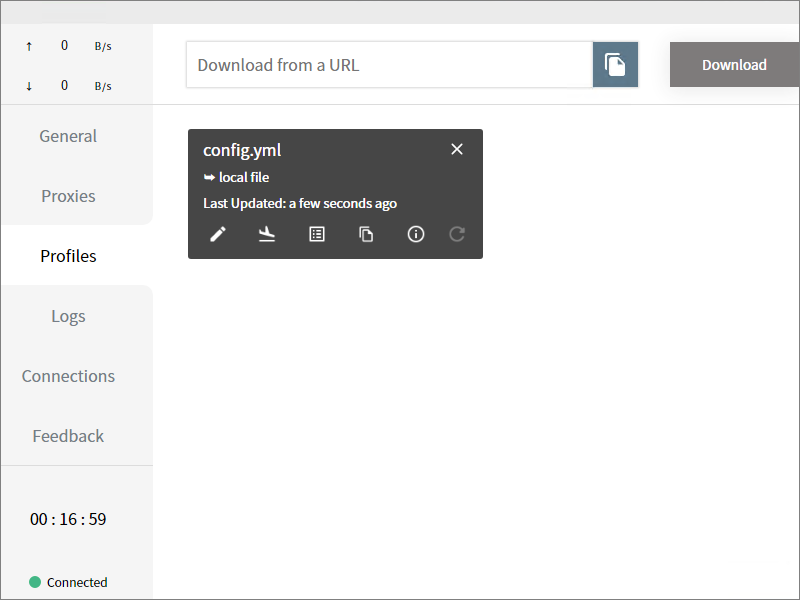 ↑ 0 B/s
↓ 0 B/s
General
Proxies
Profiles
Logs
Connections
Feedback
00 : 16 : 59
Connected
Download from a URL
Download
config.yml
➥ local file
Last Updated: a few seconds ago